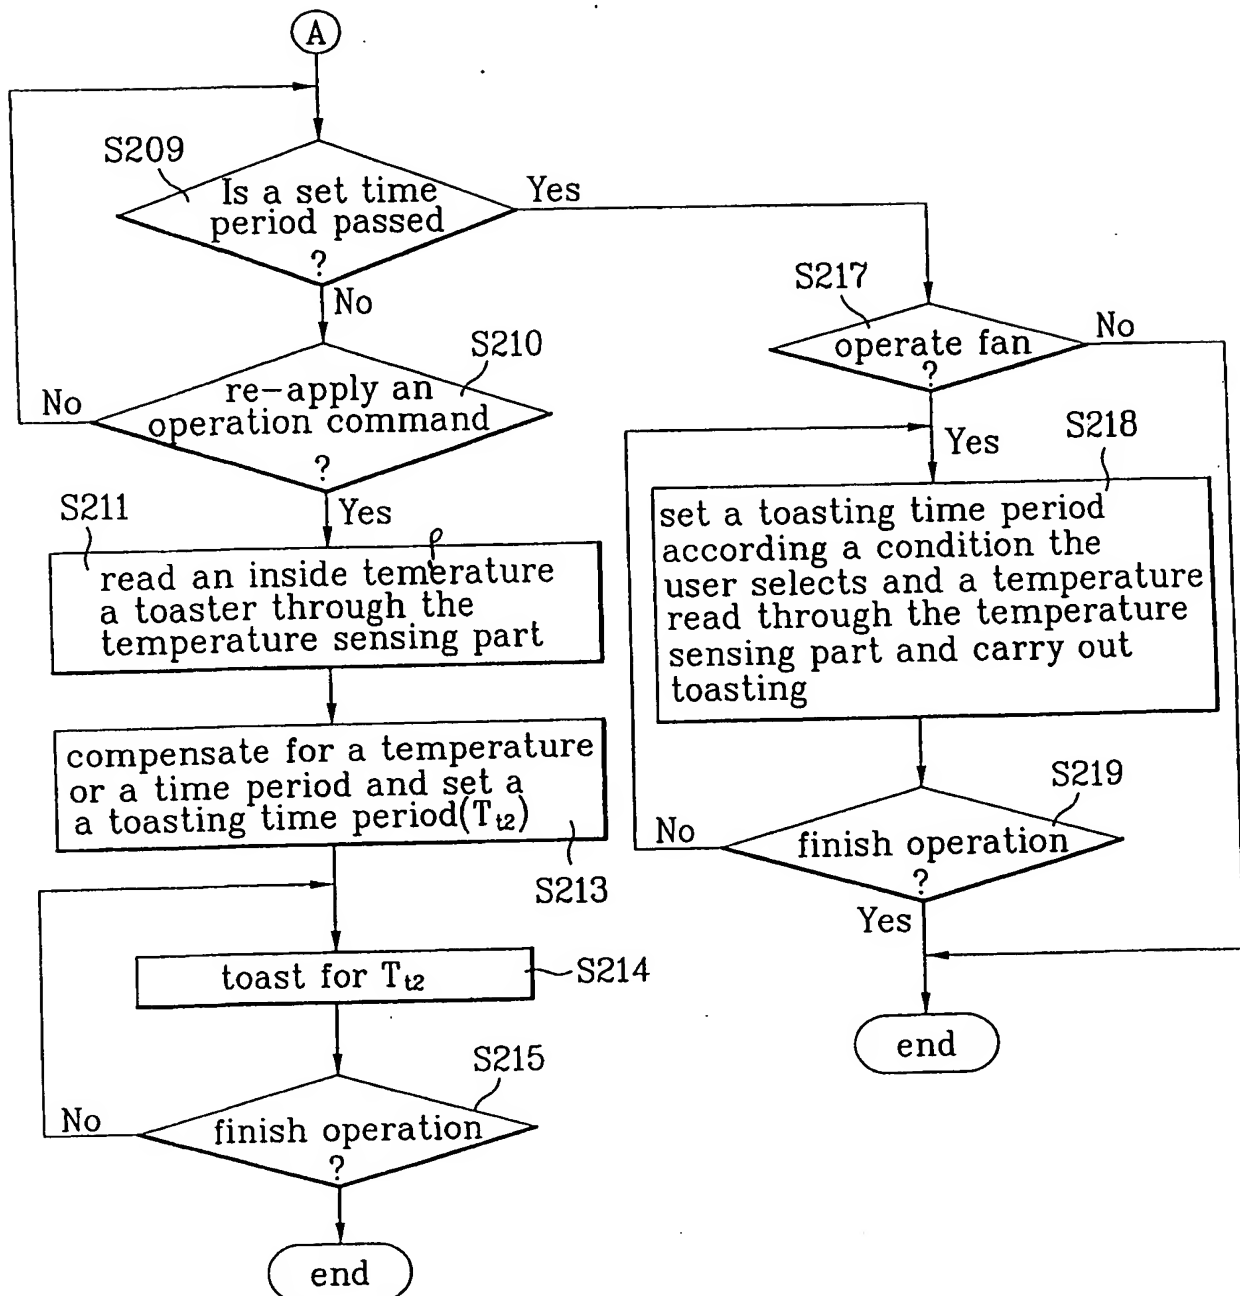 A
S209
Is a set time
period passed
?
Yes
No
S217
operate fan
?
No
Yes
S210
re-apply an
operation command
?
No
Yes
S218
set a toasting time period
according a condition the
user selects and a temperature
read through the temperature
sensing part and carry out
toasting
S211
read an inside temerature
p
a toaster through the
temperature sensing part
compensate for a temperature
or a time period and set a
a toasting time period(Tt2)
S213
S219
finish operation
?
No
Yes
end
toast for Tt2
S214
S215
finish operation
?
No
end